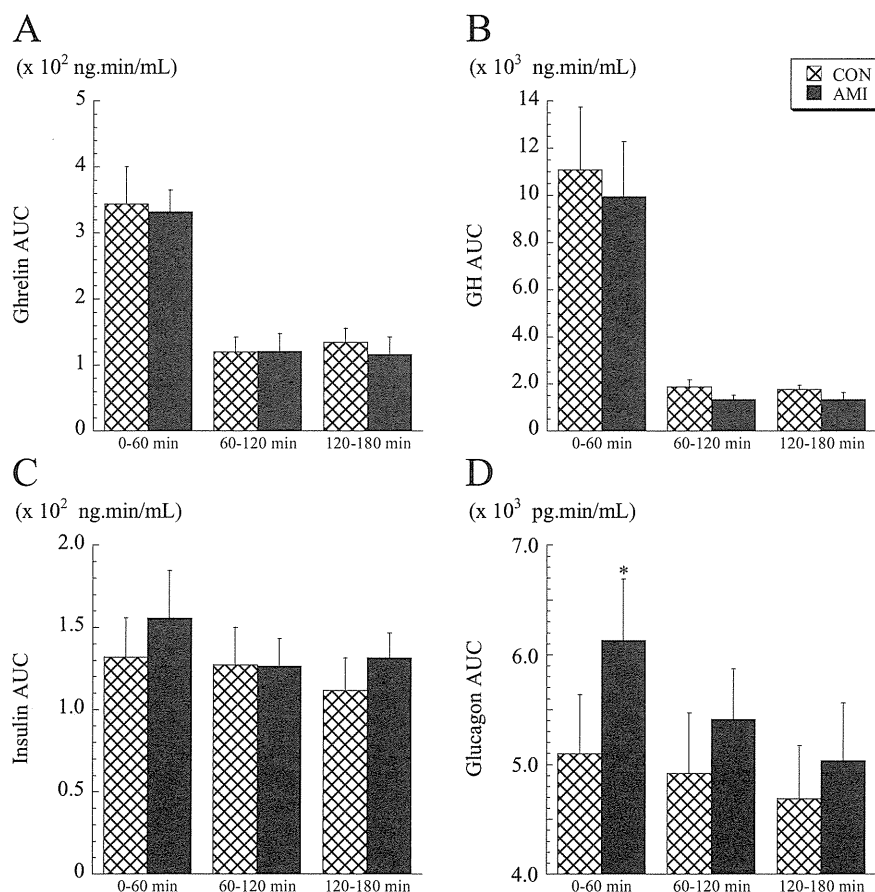 A
(x 10² ng.min/mL)
Ghrelin AUC
5
4
3
2
1
0
0-60 min 60-120 min 120-180 min
B
(x 10³ ng.min/mL)
CON
AMI
GH AUC
14
12
10
8.0
6.0
4.0
2.0
0
0-60 min 60-120 min 120-180 min
C
(x 10² ng.min/mL)
Insulin AUC
2.0
1.5
1.0
0.5
0
0-60 min 60-120 min 120-180 min
D
(x 10³ pg.min/mL)
Glucagon AUC
7.0
6.0
5.0
4.0
*
0-60 min 60-120 min 120-180 min